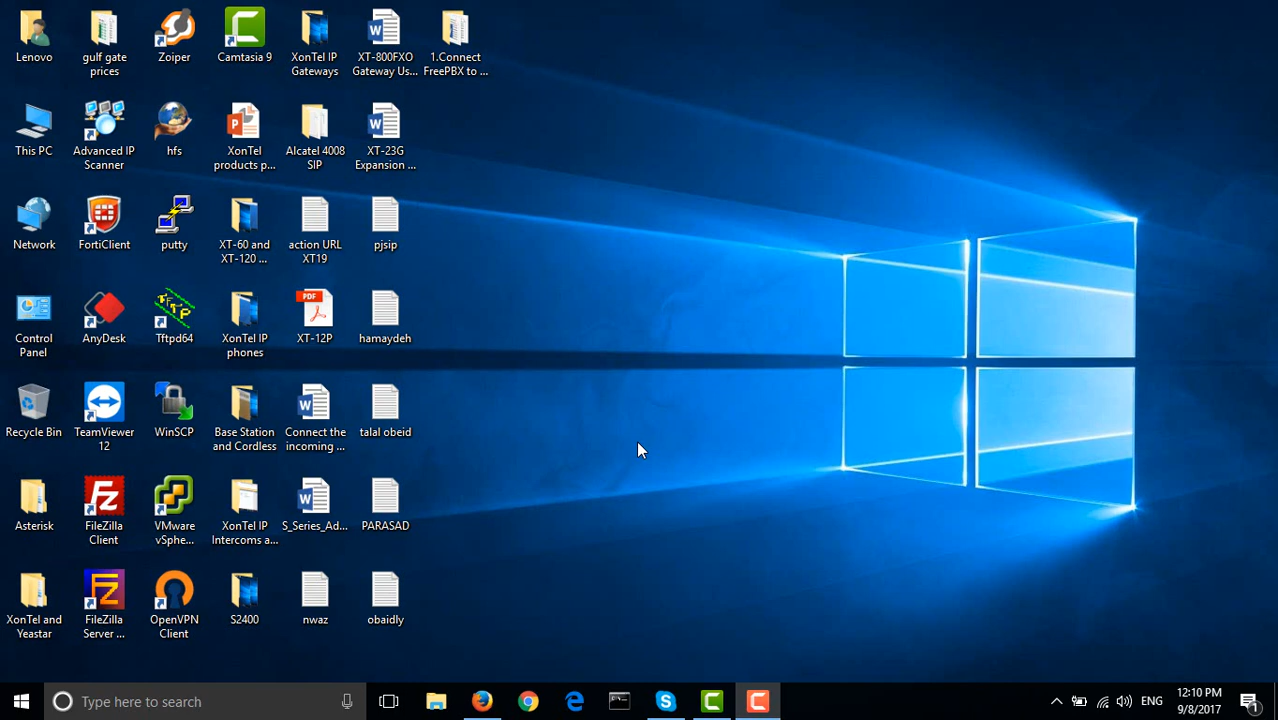 Lenovo
gulf gate
prices
Zoiper
Camtasia 9
XonTel IP
Gateways
XT-800FXO
Gateway Us...
1.Connect
FreePBX to ...
This PC
Advanced IP
Scanner
hfs
XonTel
products p...
Alcatel 4008
SIP
XT-23G
Expansion ...
Network
FortiClient
putty
XT-60 and
XT-120 ...
action URL
XT19
pjsip
Control
Panel
AnyDesk
Tftpd64
XonTel IP
phones
PDF
XT-12P
hamaydeh
Recycle Bin
TeamViewer
12
WinSCP
Base Station
and Cordless
Connect the
incoming ...
talal obeid
Asterisk
FileZilla
Client
VMware
vSphe...
XonTel IP
Intercoms a...
S_Series_Ad...
PARASAD
XonTel and
Yeastar
FileZilla
Server ...
OpenVPN
Client
S2400
nwaz
obaidly
Type here to search
ENG
12:10 PM
9/8/2017
1